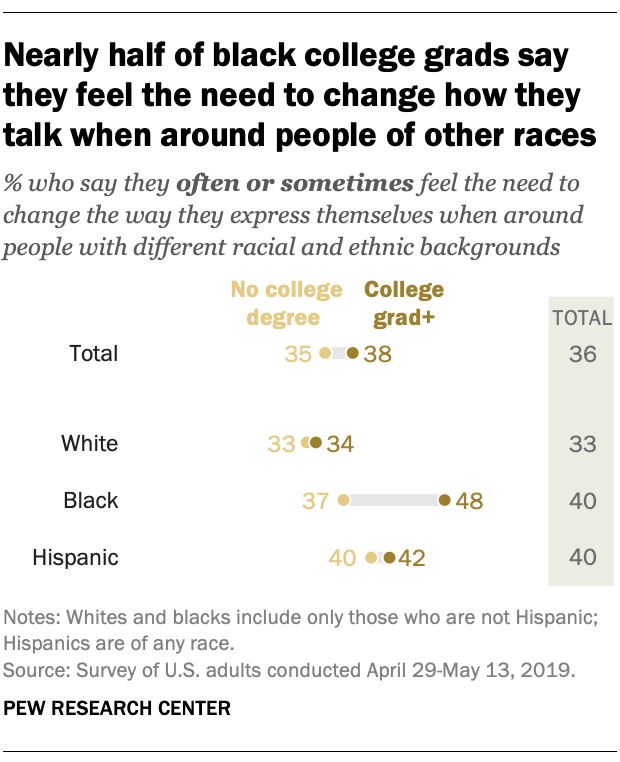 Nearly half of black college grads say
they feel the need to change how they
talk when around people of other races
% who say they often or sometimes feel the need to
change the way they express themselves when around
people with different racial and ethnic backgrounds
No college degree
College grad+
TOTAL
Total 35 38 36
White 33 34 33
Black 37 48 40
Hispanic 40 42 40
Notes: Whites and blacks include only those who are not Hispanic;
Hispanics are of any race.
Source: Survey of U.S. adults conducted April 29-May 13, 2019.
PEW RESEARCH CENTER